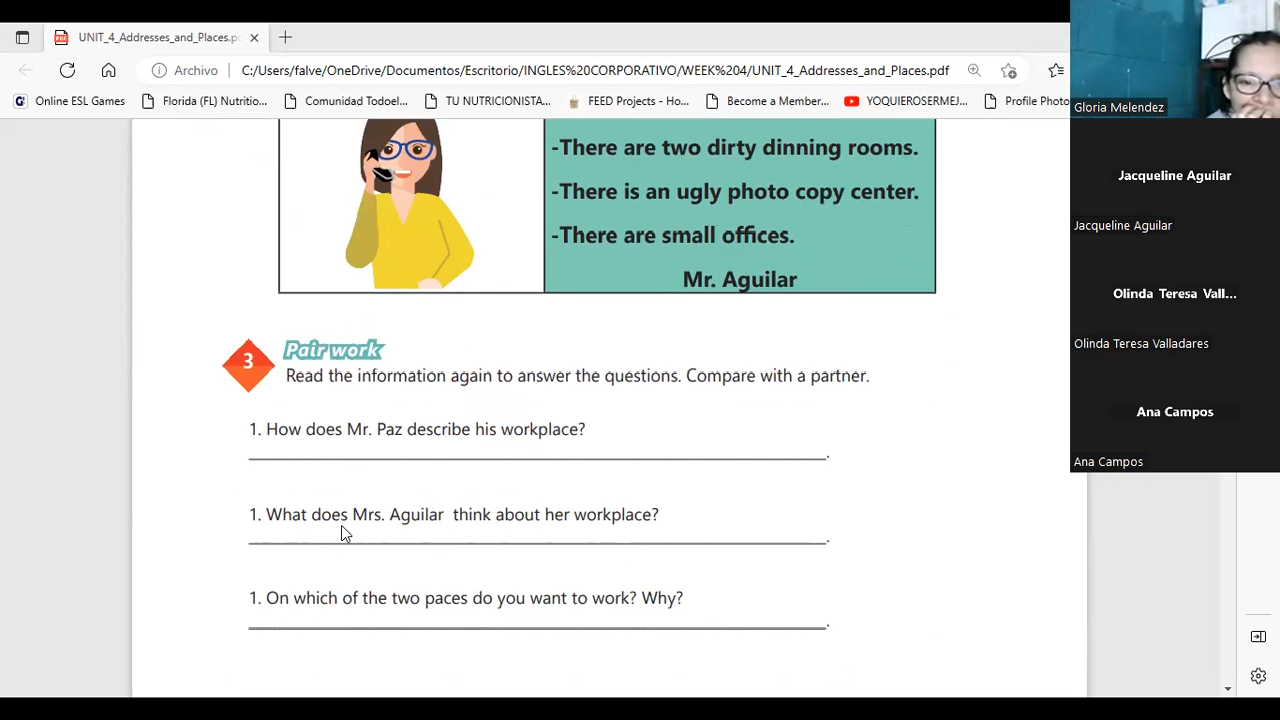 UNIT_4_Addresses_and_Places.pc
Archivo
C:/Users/falve/OneDrive/Documentos/Escritorio/INGLES%20CORPORATIVO/WEEK%204/UNIT_4_Addresses_and_Places.pdf
Online ESL Games
Florida (FL) Nutritio...
Comunidad Todoel...
TU NUTRICIONISTA...
FEED Projects - Ho...
Become a Member...
YOQUIEROSERMEJ...
Profile Photo
-There are two dirty dinning rooms.
-There is an ugly photo copy center.
-There are small offices.
Mr. Aguilar
3
Pair work
Read the information again to answer the questions. Compare with a partner.
1. How does Mr. Paz describe his workplace?
1. What does Mrs. Aguilar think about her workplace?
1. On which of the two paces do you want to work? Why?
Gloria Melendez
Jacqueline Aguilar
Jacqueline Aguilar
Olinda Teresa Vall...
Olinda Teresa Valladares
Ana Campos
Ana Campos